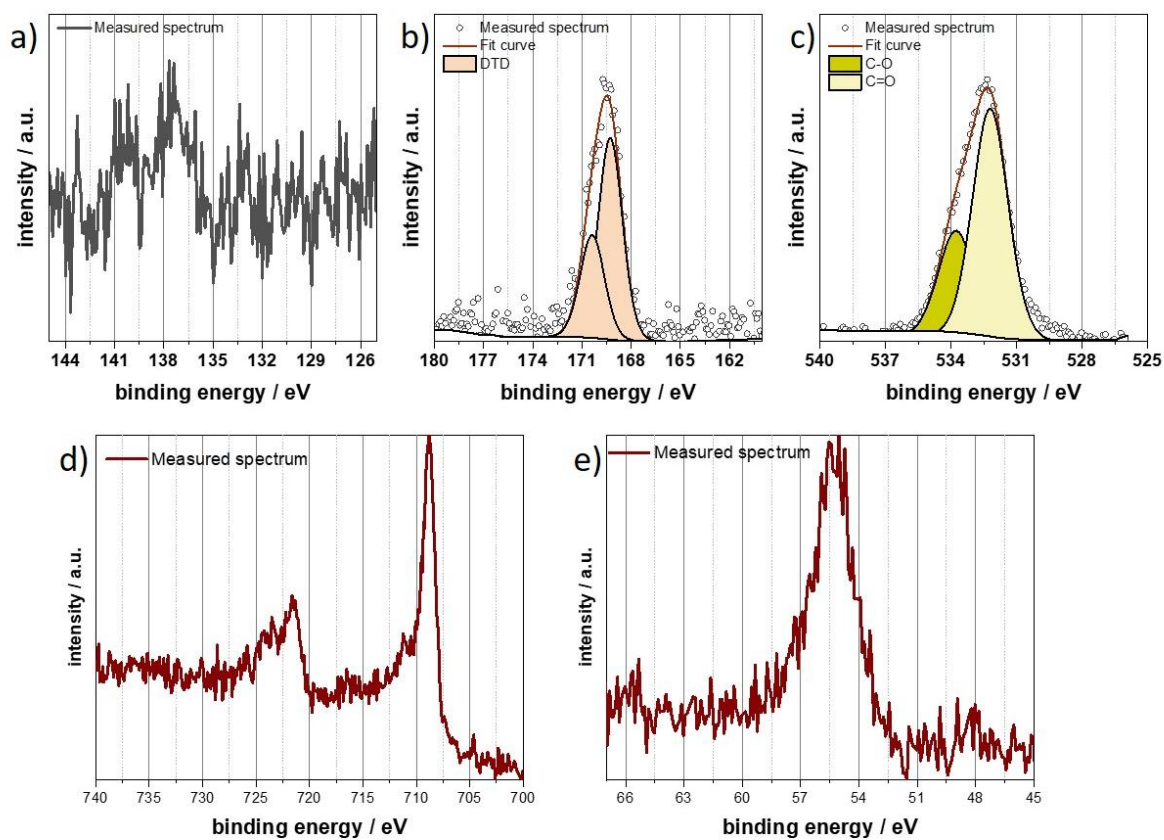 a)
Measured spectrum
intensity / a.u.
144 141 138 135 132 129 126
binding energy / eV
b)
Measured spectrum
Fit curve
DTD
intensity / a.u.
180 177 174 171 168 165 162
binding energy / eV
c)
Measured spectrum
Fit curve
C-O
C=O
intensity / a.u.
540 537 534 531 528 525
binding energy / eV
d)
Measured spectrum
intensity / a.u.
740 735 730 725 720 715 710 705 700
binding energy / eV
e)
Measured spectrum
intensity / a.u.
66 63 60 57 54 51 48 45
binding energy / eV